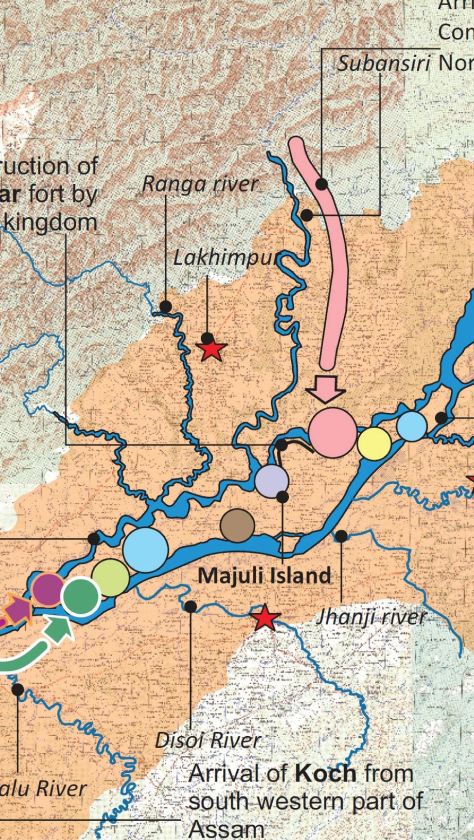 Con
Subansiri
Nor
ruction of
ar fort by
kingdom
Ranga river
Lakhimpur
Majuli Island
Jhanji river
Disoi River
alu River
Arrival of Koch from
south western part of
Assam